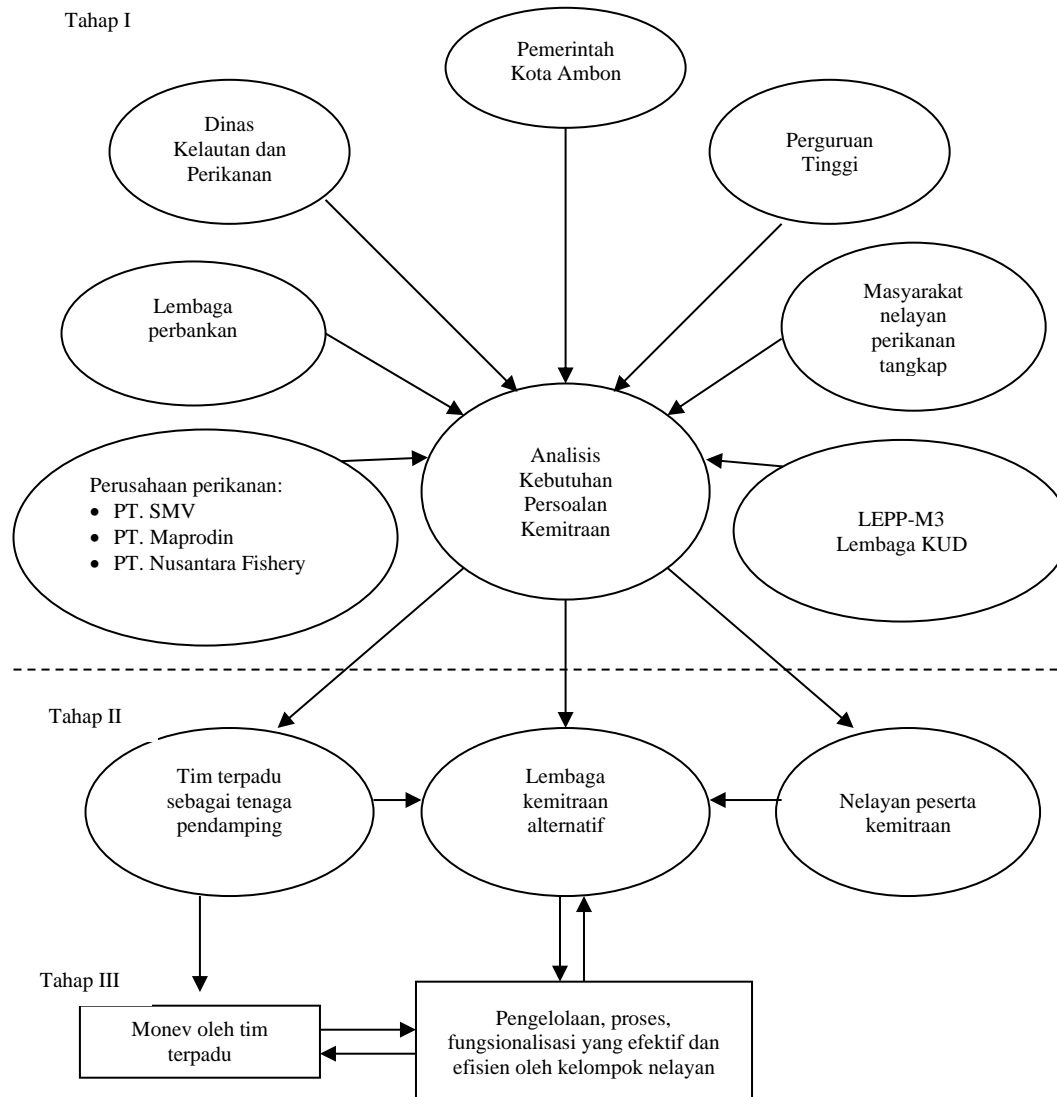 Tahap I
Pemerintah
Kota Ambon
Dinas
Kelautan dan
Perikanan
Perguruan
Tinggi
Lembaga
perbankan
Masyarakat
nelayan
perikanan
tangkap
Analisis
Kebutuhan
Persoalan
Kemitraan
Perusahaan perikanan:
• PT. SMV
• PT. Maprodin
• PT. Nusantara Fishery
LEPP-M3
Lembaga KUD
Tahap II
Tim terpadu
sebagai tenaga
pendamping
Lembaga
kemitraan
alternatif
Nelayan peserta
kemitraan
Tahap III
Monev oleh tim
terpadu
Pengelolaan, proses,
fungsionalisasi yang efektif dan
efisien oleh kelompok nelayan